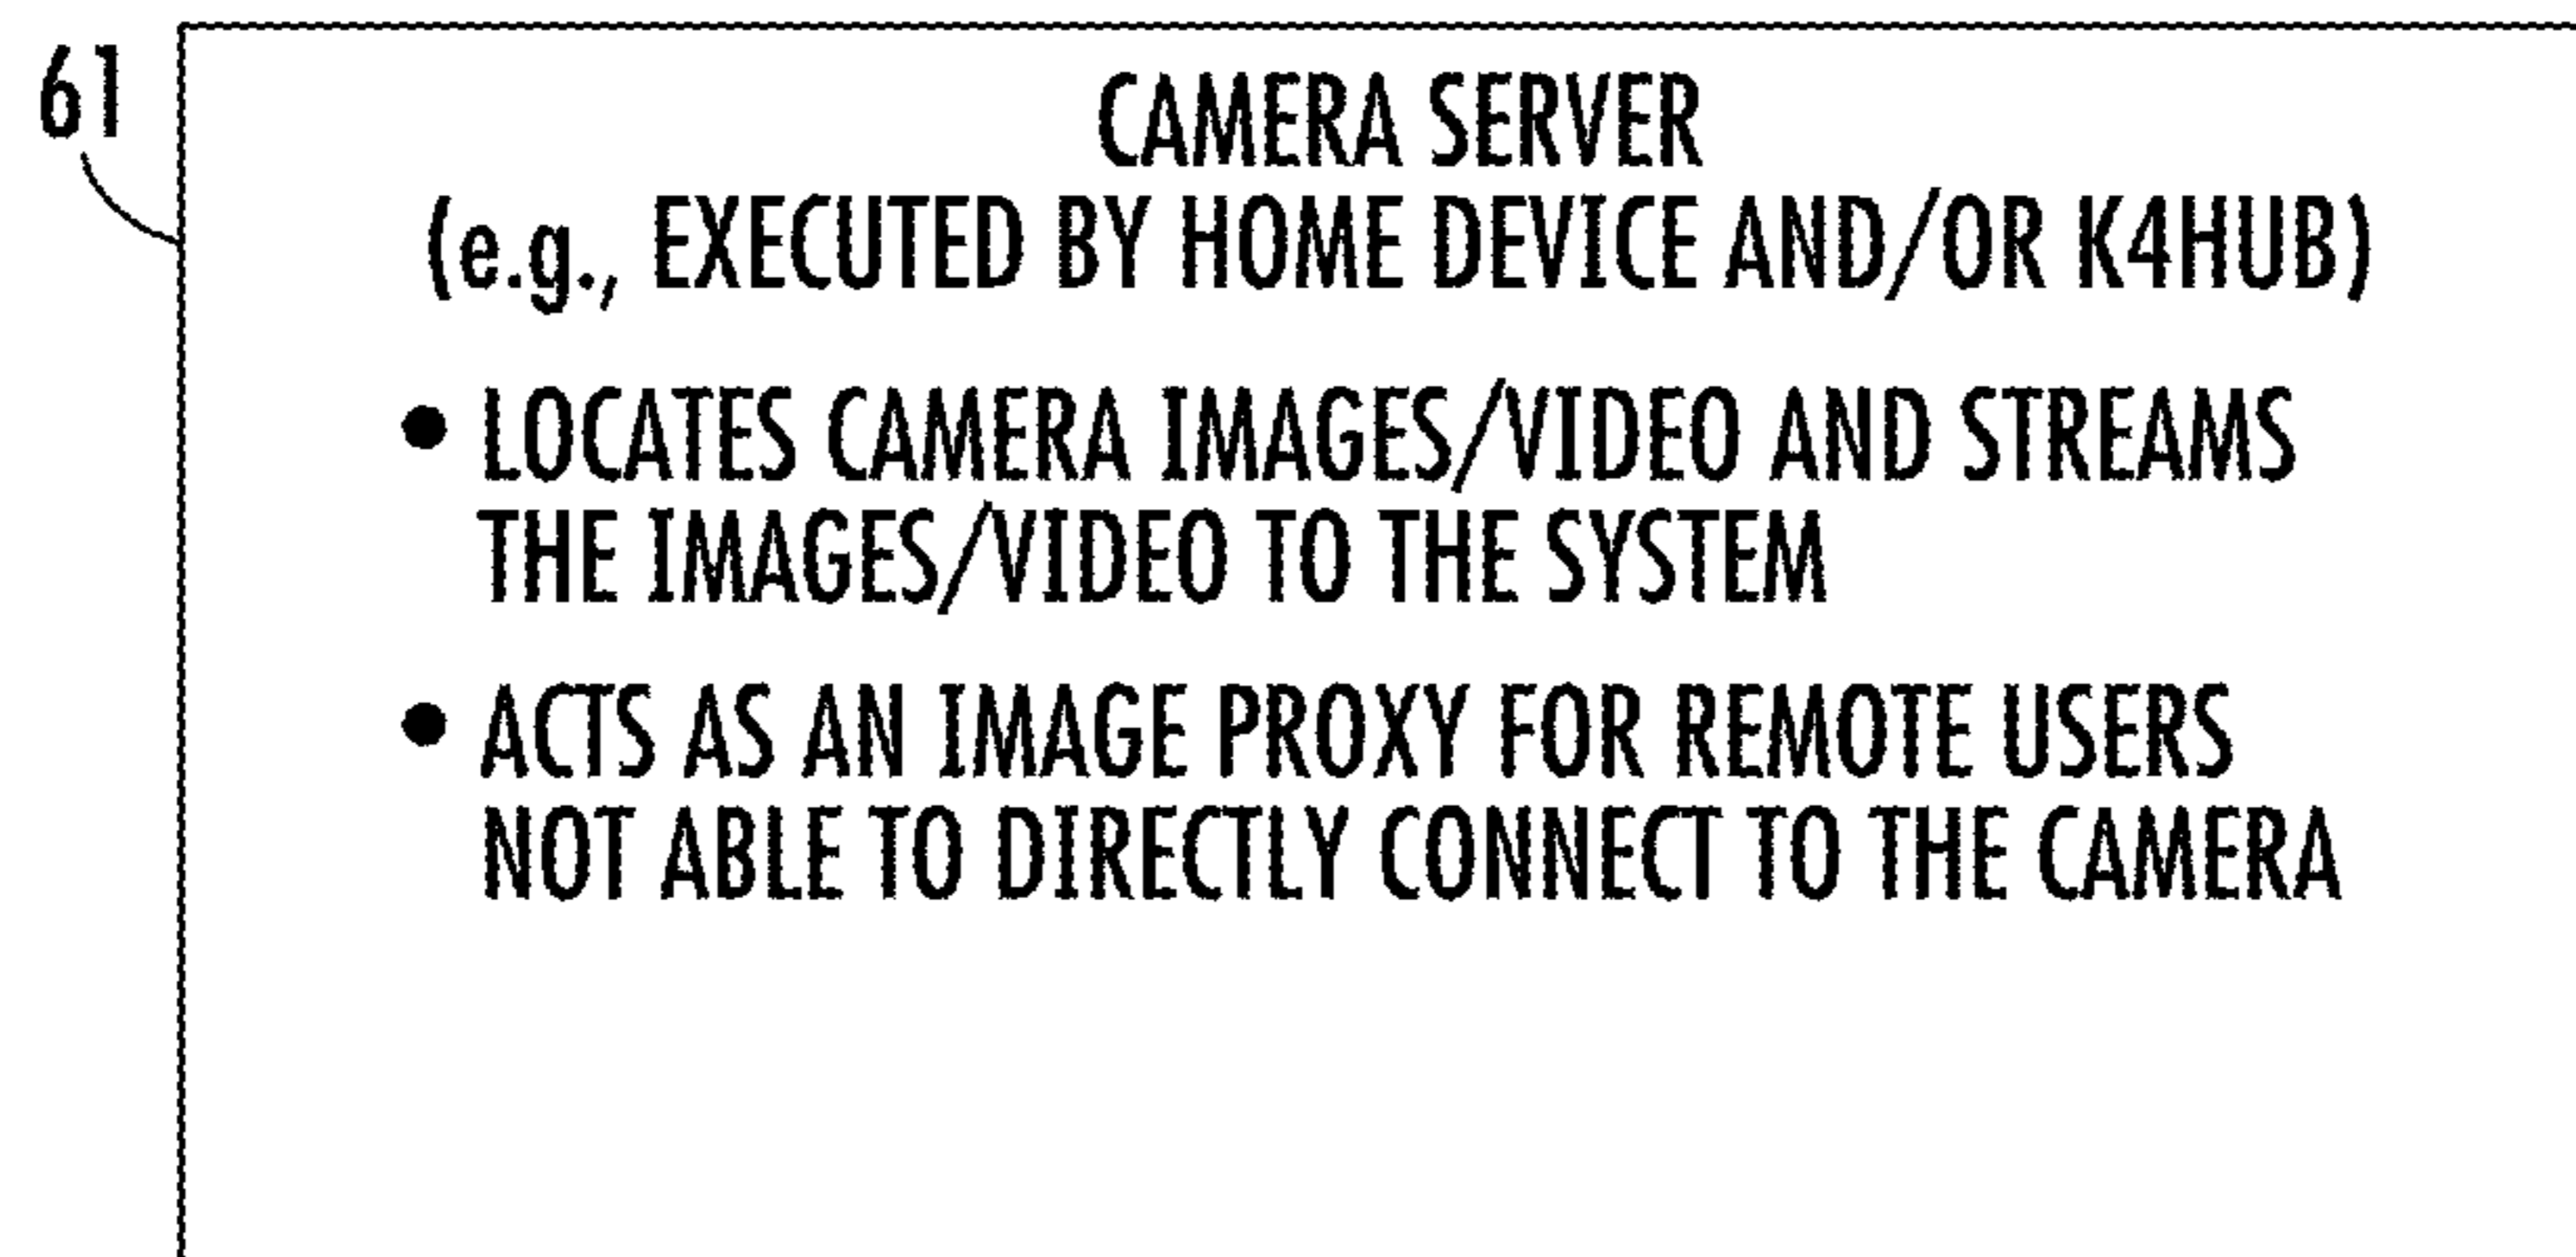 61
CAMERA SERVER
(e.g., EXECUTED BY HOME DEVICE AND/OR K4HUB)
• LOCATES CAMERA IMAGES/VIDEO AND STREAMS
THE IMAGES/VIDEO TO THE SYSTEM
• ACTS AS AN IMAGE PROXY FOR REMOTE USERS
NOT ABLE TO DIRECTLY CONNECT TO THE CAMERA